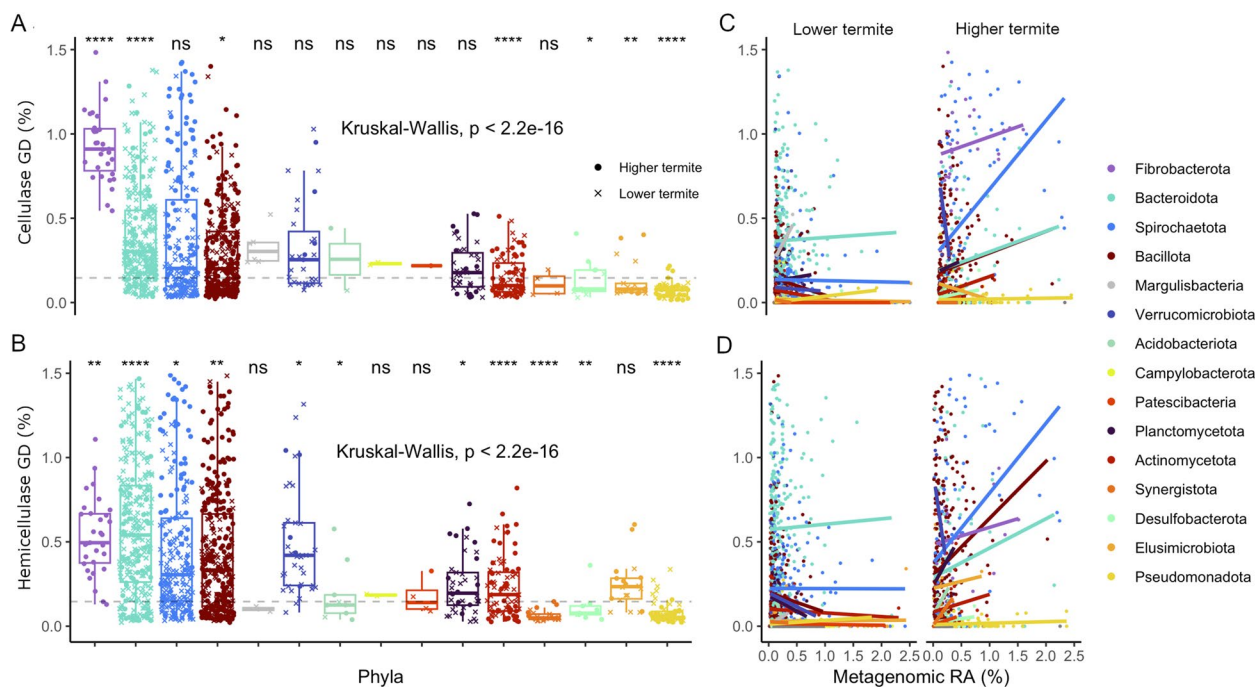 A
**** **** ns * ns ns ns ns ns ns **** ns * ** ****
1.5
1.0
0.5
0.0
Cellulase GD (%)
Kruskal-Wallis, p < 2.2e-16
Higher termite
Lower termite
B
** **** * ** ns * * ns ns * **** **** ** ns ****
1.5
1.0
0.5
0.0
Hemicellulase GD (%)
Kruskal-Wallis, p < 2.2e-16
Phyla
C
Lower termite Higher termite
1.5
1.0
0.5
0.0
D
1.5
1.0
0.5
0.0
0.0 0.5 1.0 1.5 2.0 2.5 0.0 0.5 1.0 1.5 2.0 2.5
Metagenomic RA (%)
Fibrobacterota
Bacteroidota
Spirochaetota
Bacillota
Margulisbacteria
Verrucomicrobiota
Acidobacteriota
Campylobacterota
Patescibacteria
Planctomycetota
Actinomycetota
Synergistota
Desulfobacterota
Elusimicrobiota
Pseudomonadota